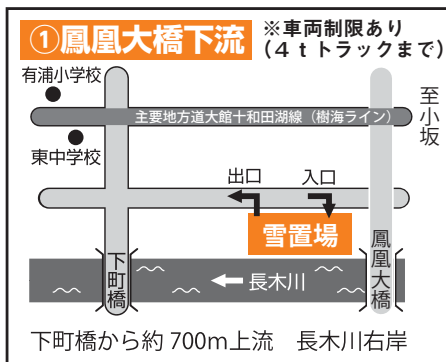 ①鳳凰大橋下流
※車両制限あり
(4tトラックまで)
有浦小学校
主要地方道大館十和田湖線(樹海ライン)
至小坂
東中学校
出口
入口
雪置場
下町橋
鳳凰大橋
長木川
下町橋から約700m上流 長木川右岸